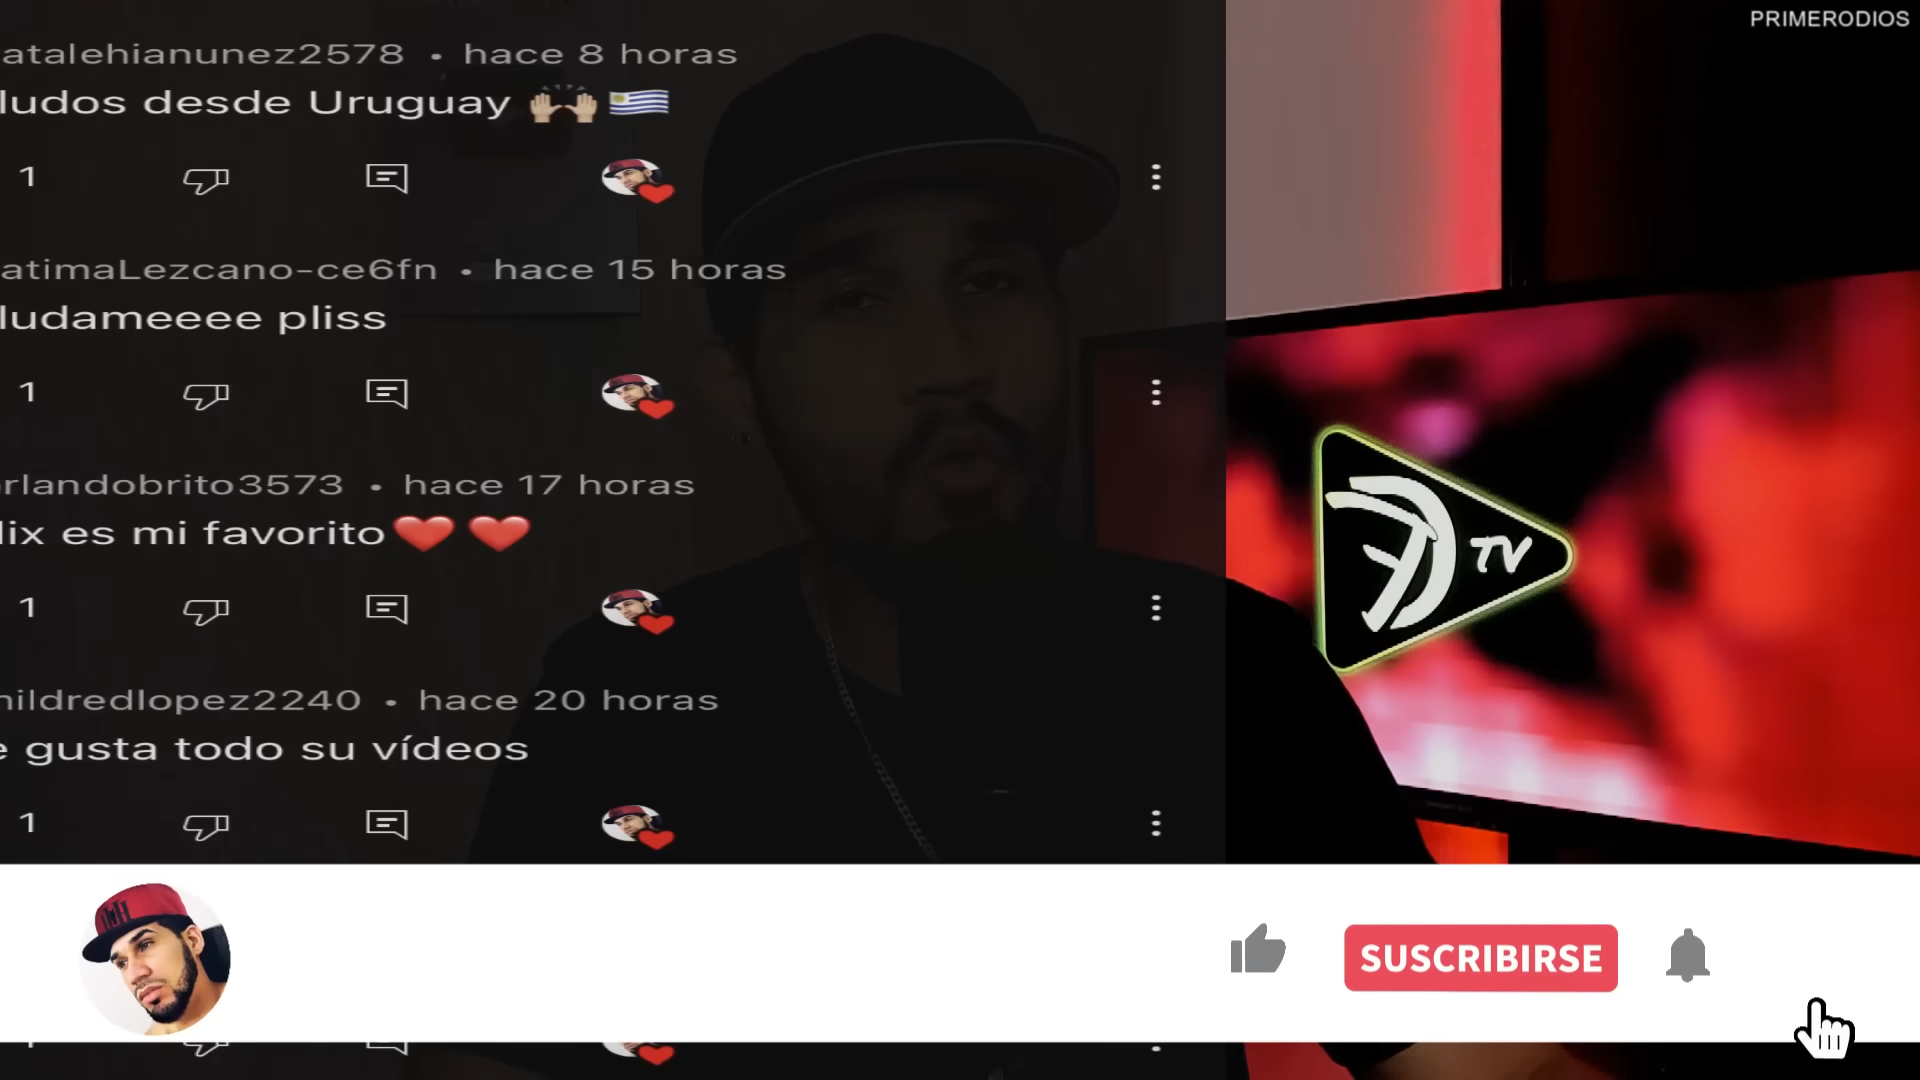 PRIMERODIOS
atalehianunez2578 • hace 8 horas
ludos desde Uruguay 🙌🏼 🇺🇾
1
atimaLezcano-ce6fn • hace 15 horas
ludameeee pliss
1
rlandobrito3573 • hace 17 horas
lix es mi favorito❤️ ❤️
1
TV
mildredlopez2240 • hace 20 horas
e gusta todo su vídeos
1
SUSCRIBIRSE